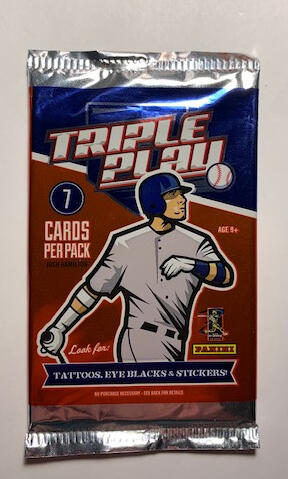 TRIPLE
PLAY
7
CARDS
PER PACK
JOSH HAMILTON
AGE 9+
Look for:
PANINI
TATTOOS, EYE BLACKS & STICKERS
NO PURCHASE NECESSARY - SEE BACK FOR DETAILS